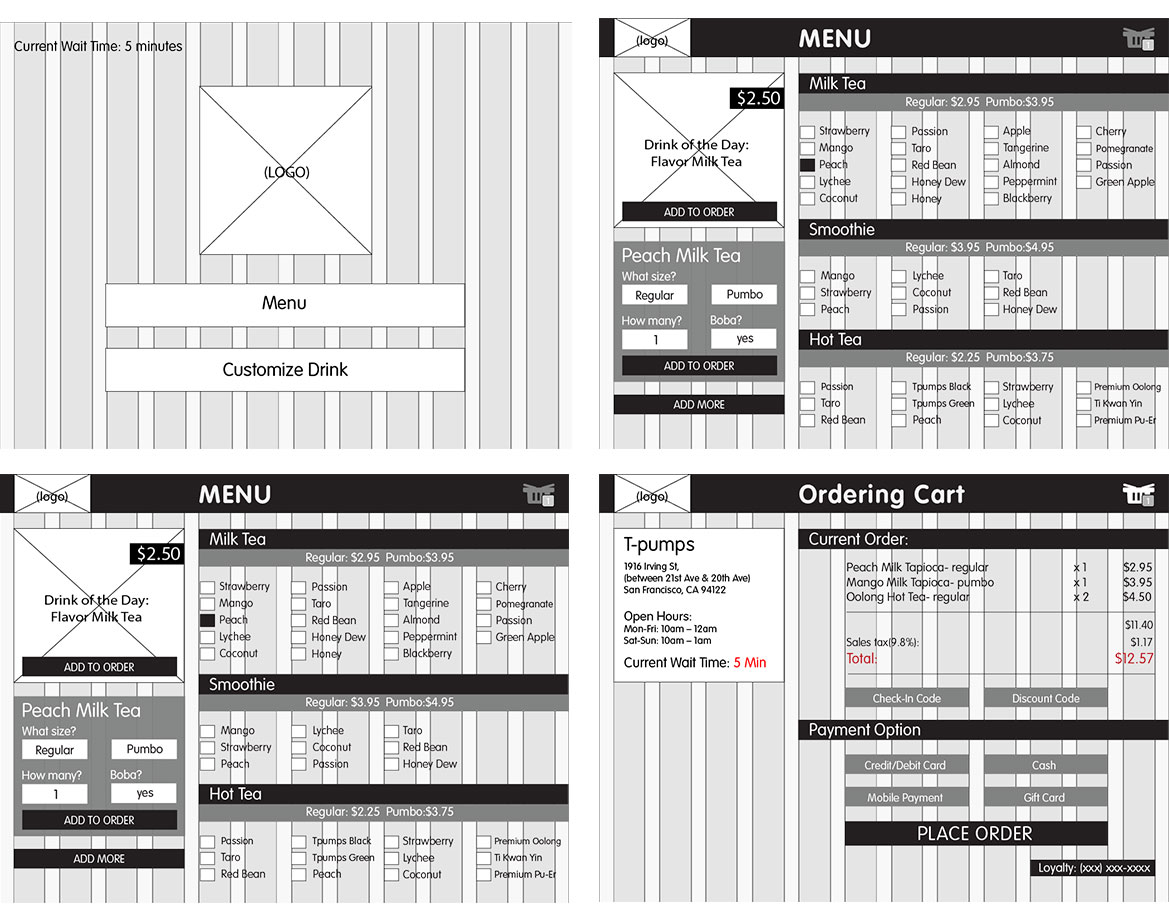 Current Wait Time: 5 minutes
(LOGO)
Menu
Customize Drink
(logo)
MENU
1
$2.50
Drink of the Day:
Flavor Milk Tea
ADD TO ORDER
Peach Milk Tea
What size?
Regular Pumbo
How many? Boba?
1 yes
ADD TO ORDER
ADD MORE
Milk Tea
Regular: $2.95 Pumbo:$3.95
Strawberry Passion Apple Cherry
Mango Taro Tangerine Pomegranate
Peach Red Bean Almond Passion
Lychee Honey Dew Peppermint Green Apple
Coconut Honey Blackberry
Smoothie
Regular: $3.95 Pumbo:$4.95
Mango Lychee Taro
Strawberry Coconut Red Bean
Peach Passion Honey Dew
Hot Tea
Regular: $2.25 Pumbo:$3.75
Passion Tpumps Black Strawberry Premium Oolong
Taro Tpumps Green Lychee Ti Kwan Yin
Red Bean Peach Coconut Premium Pu-Er
(logo)
MENU
1
$2.50
Drink of the Day:
Flavor Milk Tea
ADD TO ORDER
Peach Milk Tea
What size?
Regular Pumbo
How many? Boba?
1 yes
ADD TO ORDER
ADD MORE
Milk Tea
Regular: $2.95 Pumbo:$3.95
Strawberry Passion Apple Cherry
Mango Taro Tangerine Pomegranate
Peach Red Bean Almond Passion
Lychee Honey Dew Peppermint Green Apple
Coconut Honey Blackberry
Smoothie
Regular: $3.95 Pumbo:$4.95
Mango Lychee Taro
Strawberry Coconut Red Bean
Peach Passion Honey Dew
Hot Tea
Regular: $2.25 Pumbo:$3.75
Passion Tpumps Black Strawberry Premium Oolong
Taro Tpumps Green Lychee Ti Kwan Yin
Red Bean Peach Coconut Premium Pu-Er
(logo)
Ordering Cart
1
T-pumps
1916 Irving St,
(between 21st Ave & 20th Ave)
San Francisco, CA 94122
Open Hours:
Mon-Fri: 10am – 12am
Sat-Sun: 10am – 1am
Current Wait Time: 5 Min
Current Order:
Peach Milk Tapioca- regular x 1 $2.95
Mango Milk Tapioca- pumbo x 1 $3.95
Oolong Hot Tea- regular x 2 $4.50
$11.40
Sales tax(9.8%): $1.17
Total: $12.57
Check-In Code Discount Code
Payment Option
Credit/Debit Card Cash
Mobile Payment Gift Card
PLACE ORDER
Loyalty: (xxx) xxx-xxxx